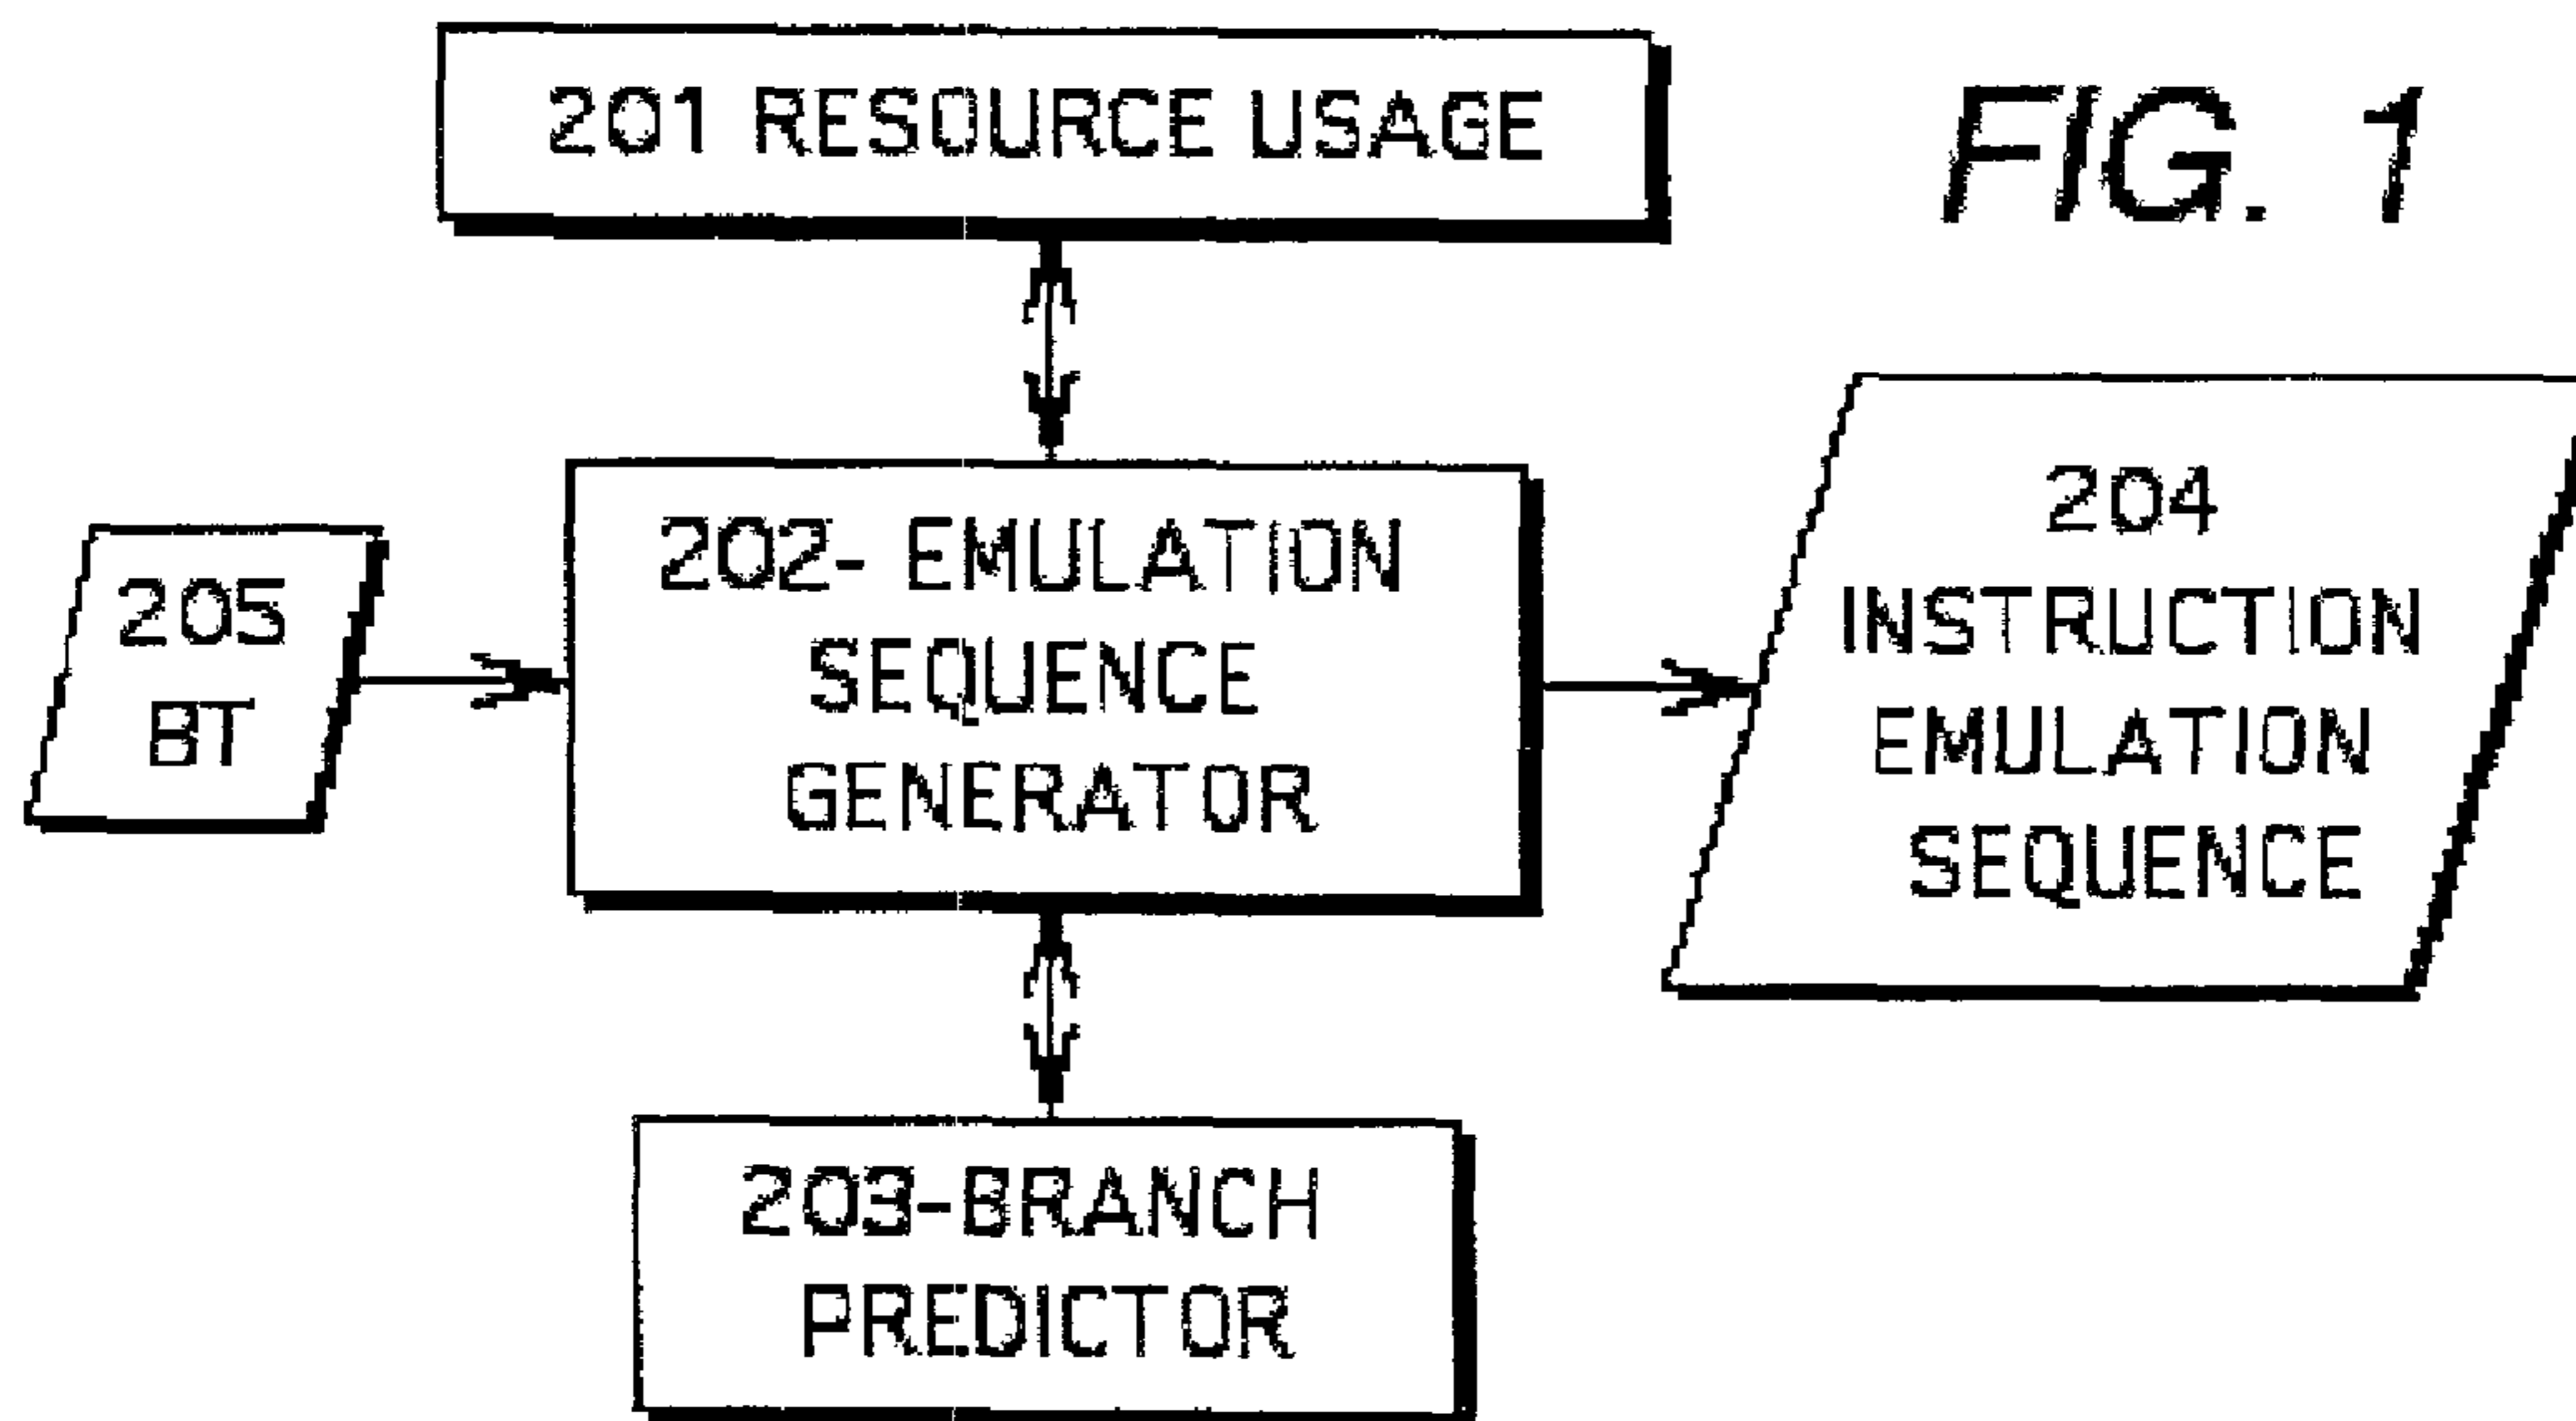 201 RESOURCE USAGE
FIG. 1
205
BT
202- EMULATION
SEQUENCE
GENERATOR
204
INSTRUCTION
EMULATION
SEQUENCE
203-BRANCH
PREDICTOR